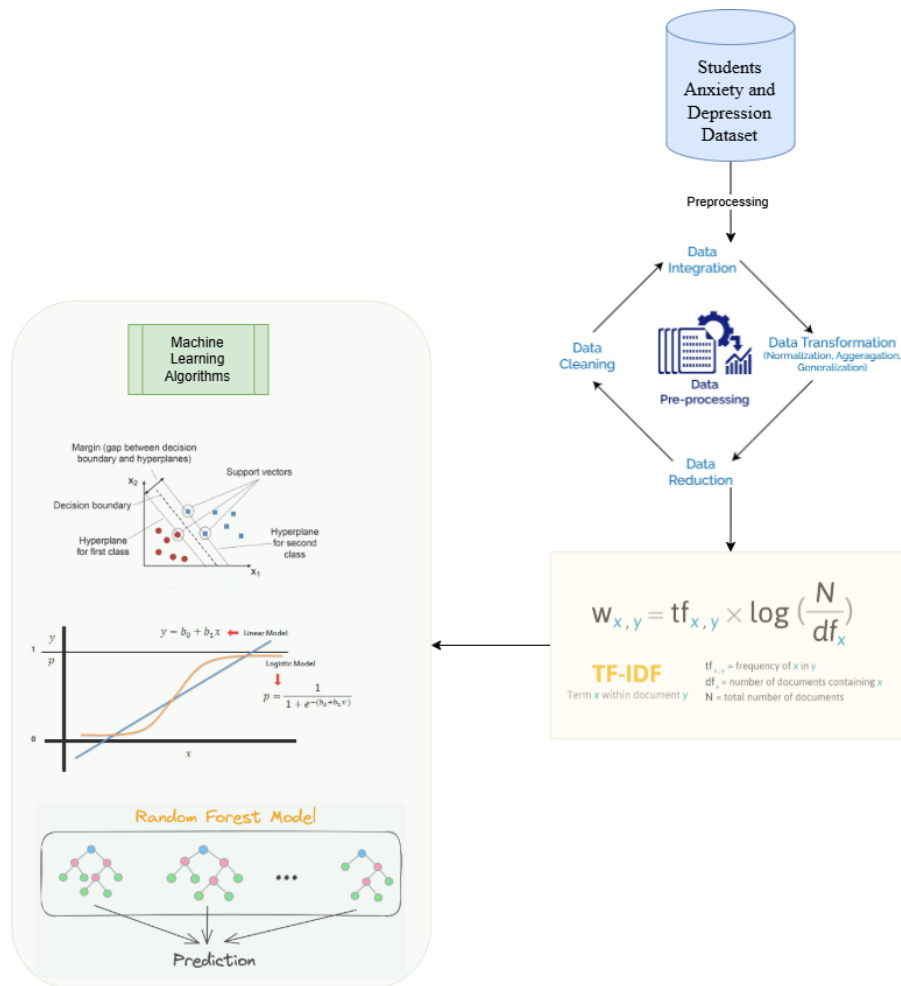 Students
Anxiety and
Depression
Dataset
Preprocessing
Data
Integration
Data Transformation
(Normalization, Aggeragation,
Generalization)
Data
Cleaning
Data
Pre-processing
Data
Reduction
w x,y = tf x,y × log ( N / df x )
TF-IDF
Term x within document y
tf x,y = frequency of x in y
df x = number of documents containing x
N = total number of documents
Machine
Learning
Algorithms
Margin (gap between decision
boundary and hyperplanes)
Support vectors
x₂
Decision boundary
Hyperplane
for first class
Hyperplane
for second
class
x₁
y = b₀ + b₁x
Linear Model
y
1
p
Logistic Model
p = 1 / (1 + e^-(b₀+b₁x))
0
x
Random Forest Model
...
Prediction